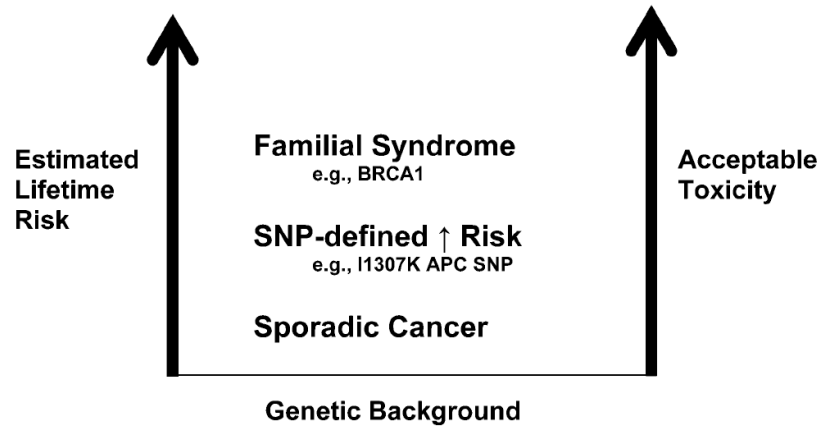 Estimated
Lifetime
Risk
Familial Syndrome
e.g., BRCA1
SNP-defined ↑ Risk
e.g., I1307K APC SNP
Sporadic Cancer
Acceptable
Toxicity
Genetic Background